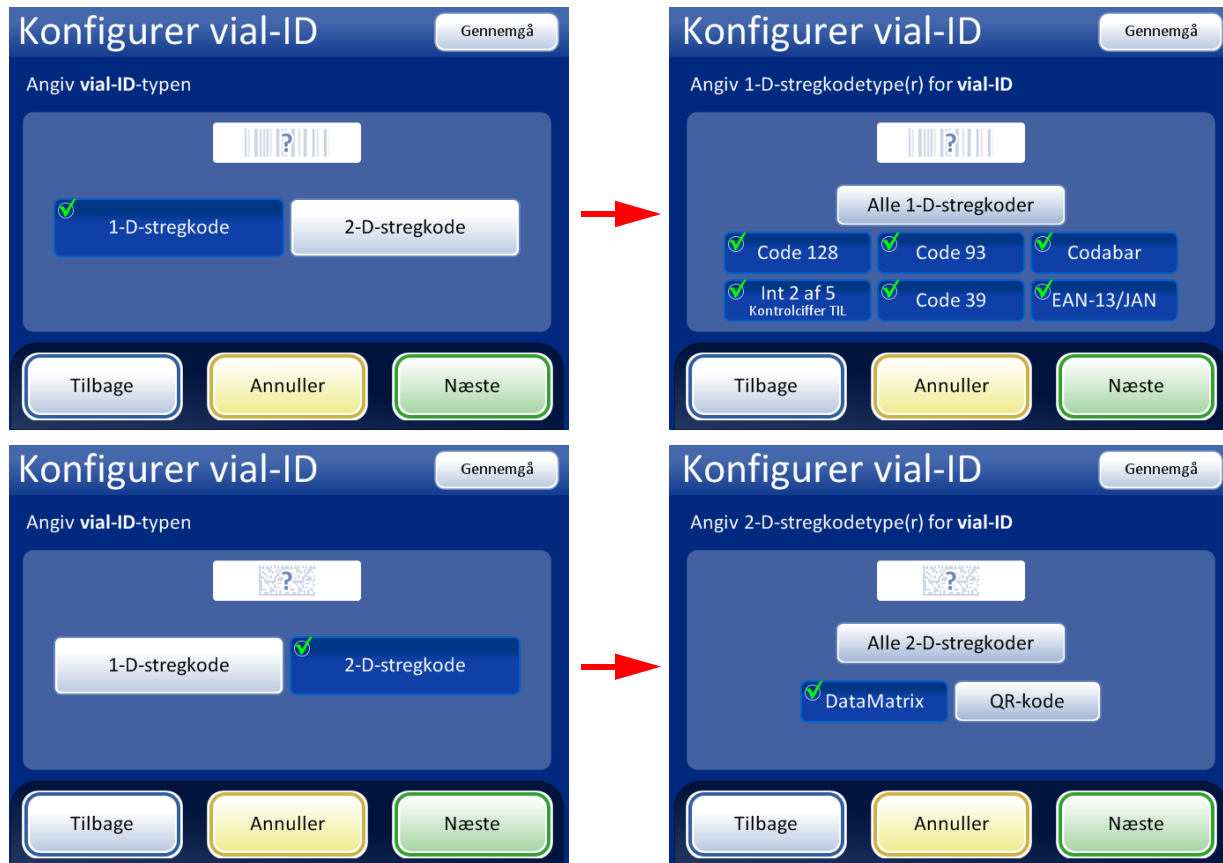 Konfigurer vial-ID
Gennemgå
Angiv vial-ID-typen
?
1-D-stregkode
2-D-stregkode
Tilbage
Annuller
Næste
Konfigurer vial-ID
Gennemgå
Angiv 1-D-stregkodetype(r) for vial-ID
?
Alle 1-D-stregkoder
Code 128
Code 93
Codabar
Int 2 af 5
Kontrolciffer TIL
Code 39
EAN-13/JAN
Tilbage
Annuller
Næste
Konfigurer vial-ID
Gennemgå
Angiv vial-ID-typen
?
1-D-stregkode
2-D-stregkode
Tilbage
Annuller
Næste
Konfigurer vial-ID
Gennemgå
Angiv 2-D-stregkodetype(r) for vial-ID
?
Alle 2-D-stregkoder
DataMatrix
QR-kode
Tilbage
Annuller
Næste